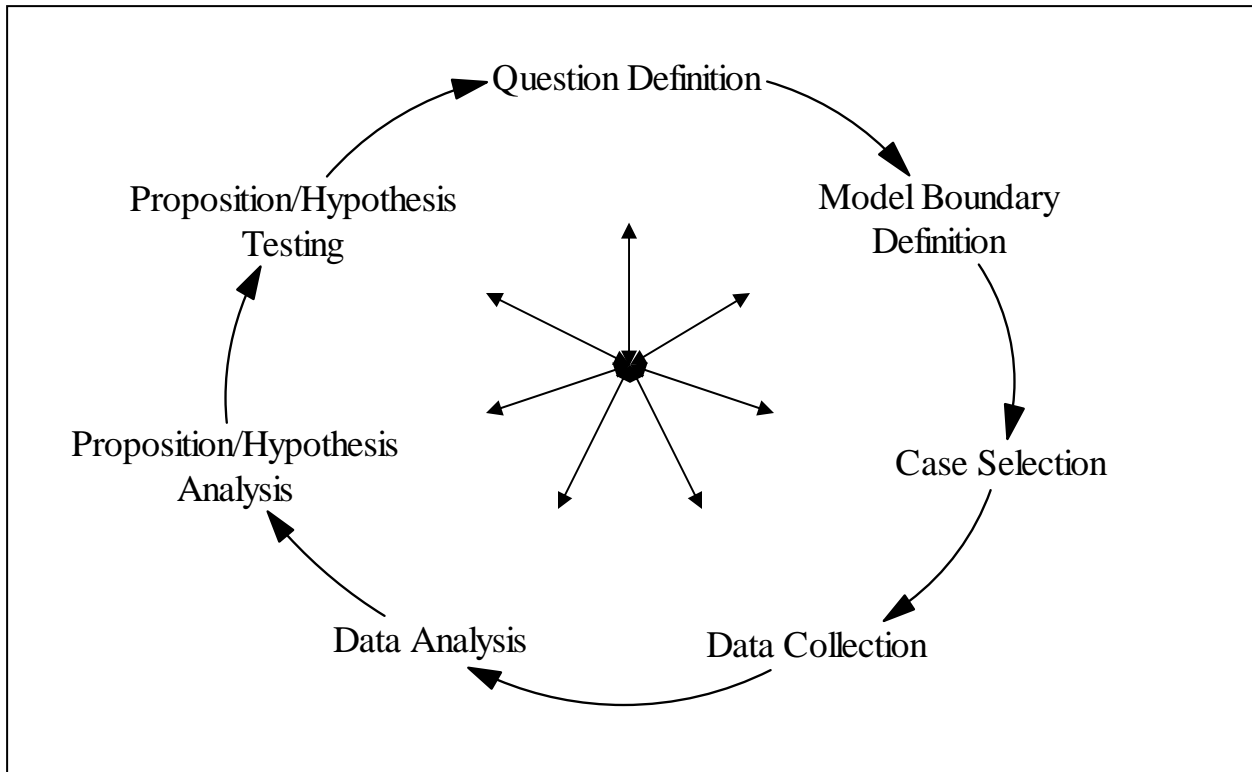 Question Definition
Model Boundary
Definition
Case Selection
Data Collection
Data Analysis
Proposition/Hypothesis
Analysis
Proposition/Hypothesis
Testing